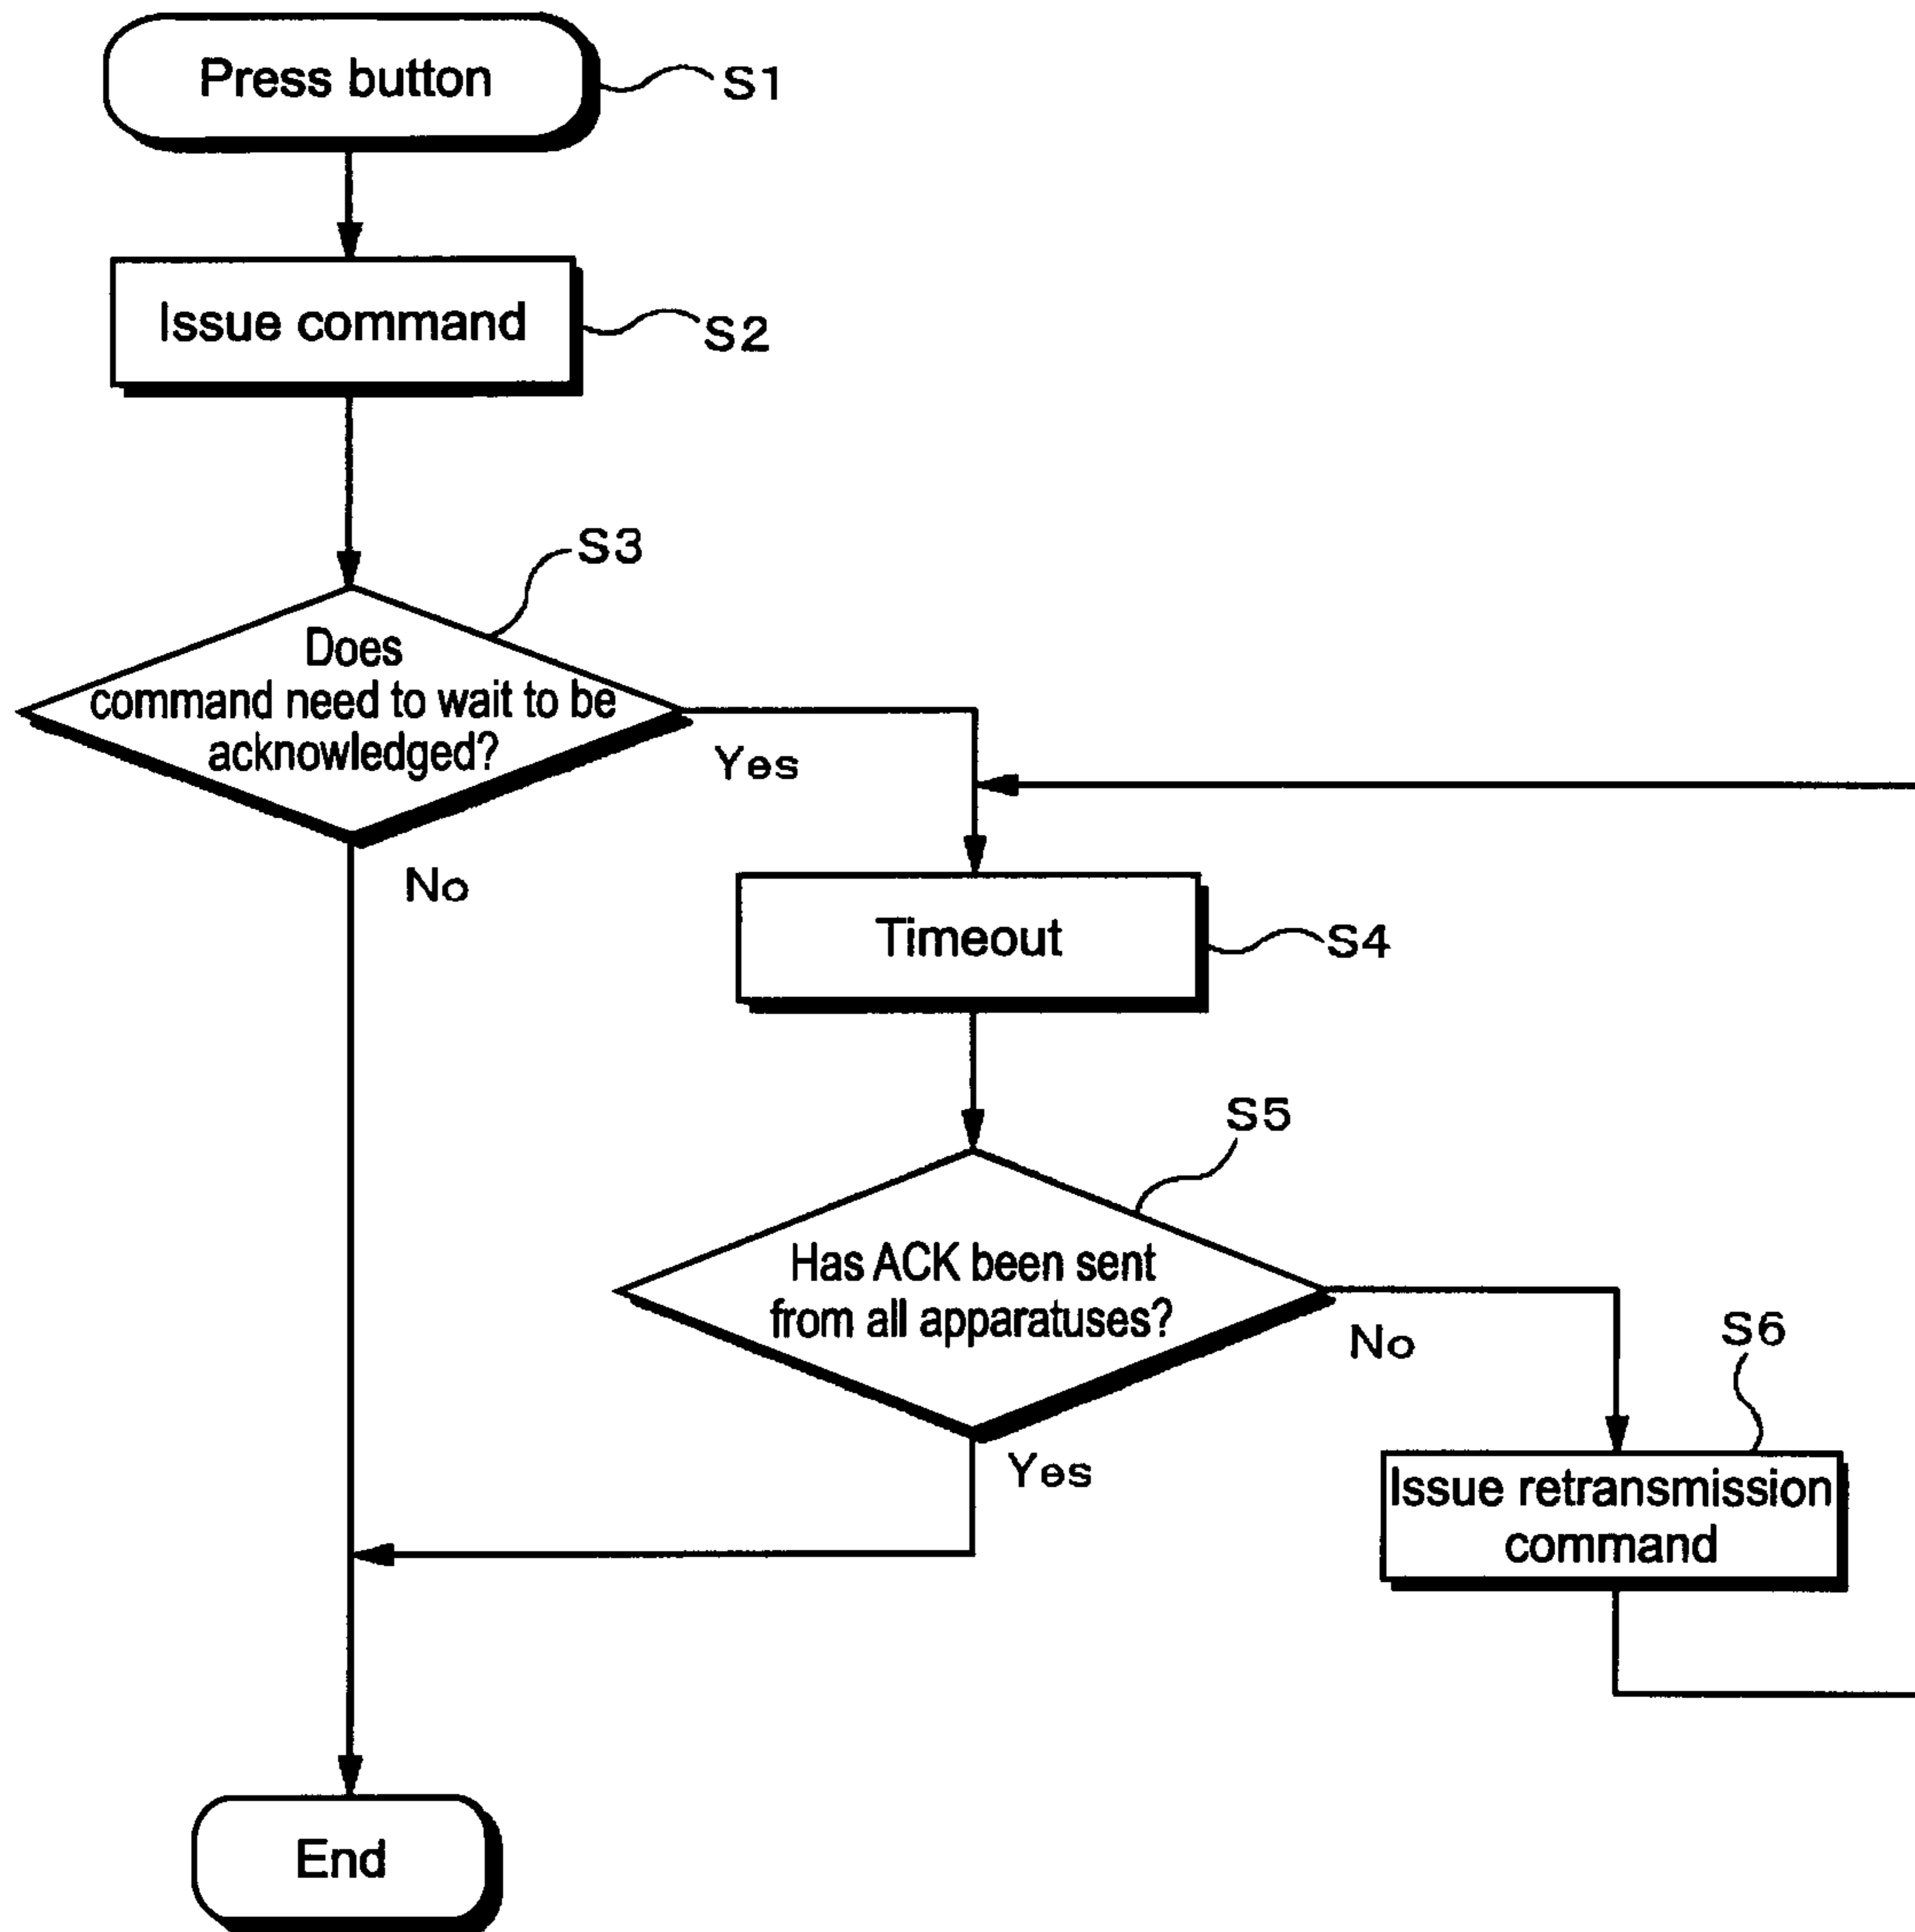 Press button
S1
Issue command
S2
S3
Does
command need to wait to be
acknowledged?
Yes
No
Timeout
S4
S5
Has ACK been sent
from all apparatuses?
No
S6
Yes
Issue retransmission
command
End